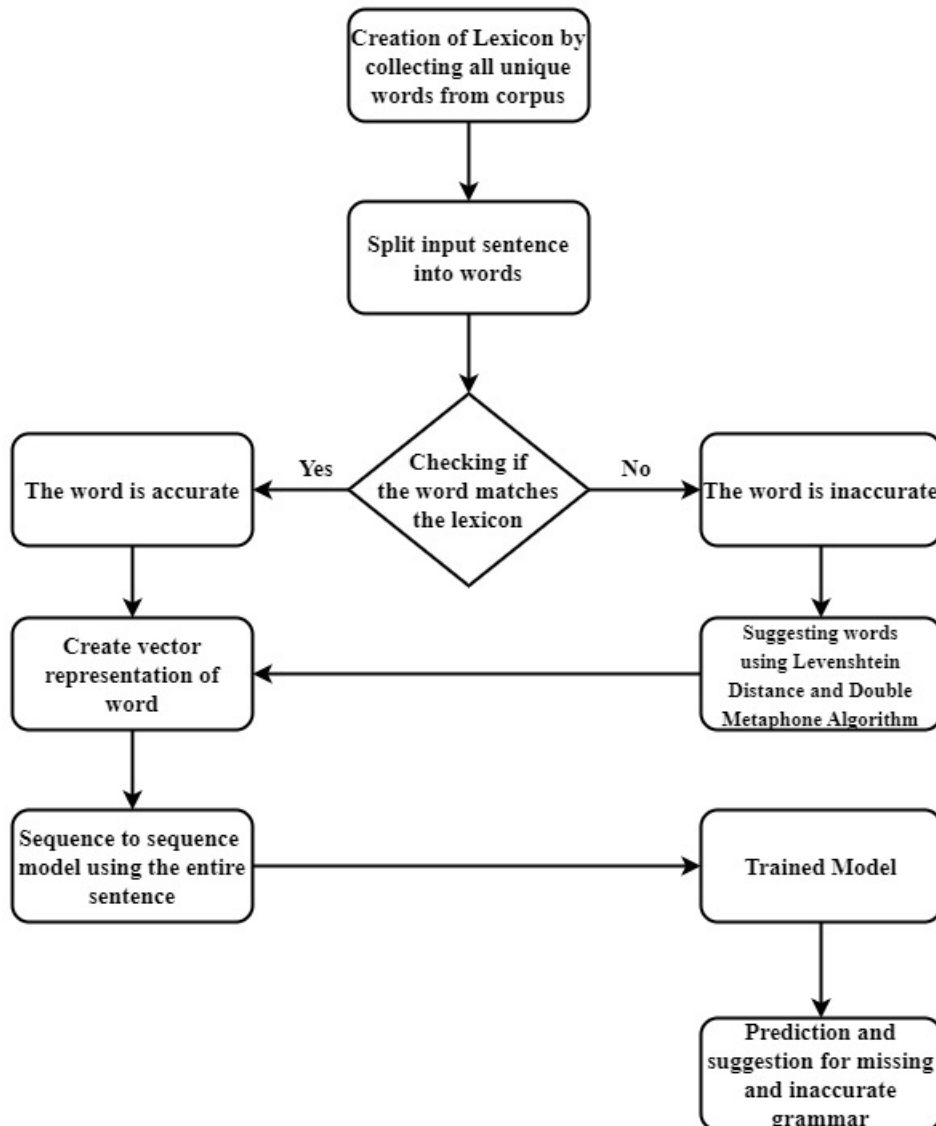 Creation of Lexicon by
collecting all unique
words from corpus
Split input sentence
into words
Checking if
the word matches
the lexicon
Yes
No
The word is accurate
The word is inaccurate
Create vector
representation of
word
Suggesting words
using Levenshtein
Distance and Double
Metaphone Algorithm
Sequence to sequence
model using the entire
sentence
Trained Model
Prediction and
suggestion for missing
and inaccurate
grammar